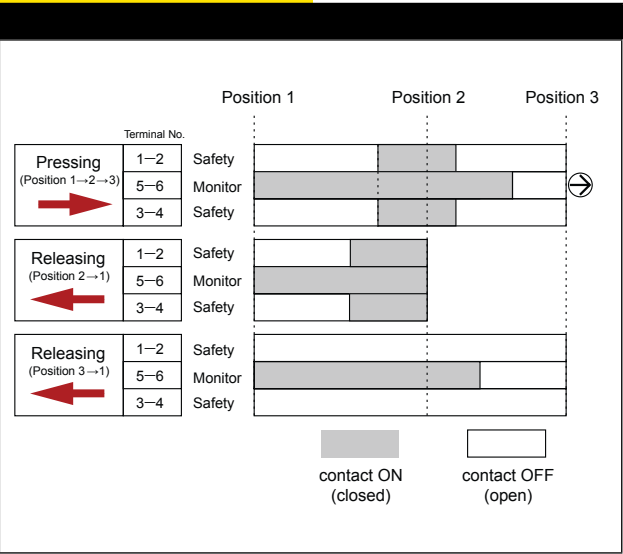 Position 1 Position 2 Position 3
Terminal No.
Pressing
(Position 1→2→3)
1—2 Safety
5—6 Monitor
3—4 Safety
Releasing
(Position 2→1)
1—2 Safety
5—6 Monitor
3—4 Safety
Releasing
(Position 3→1)
1—2 Safety
5—6 Monitor
3—4 Safety
contact ON
(closed)
contact OFF
(open)